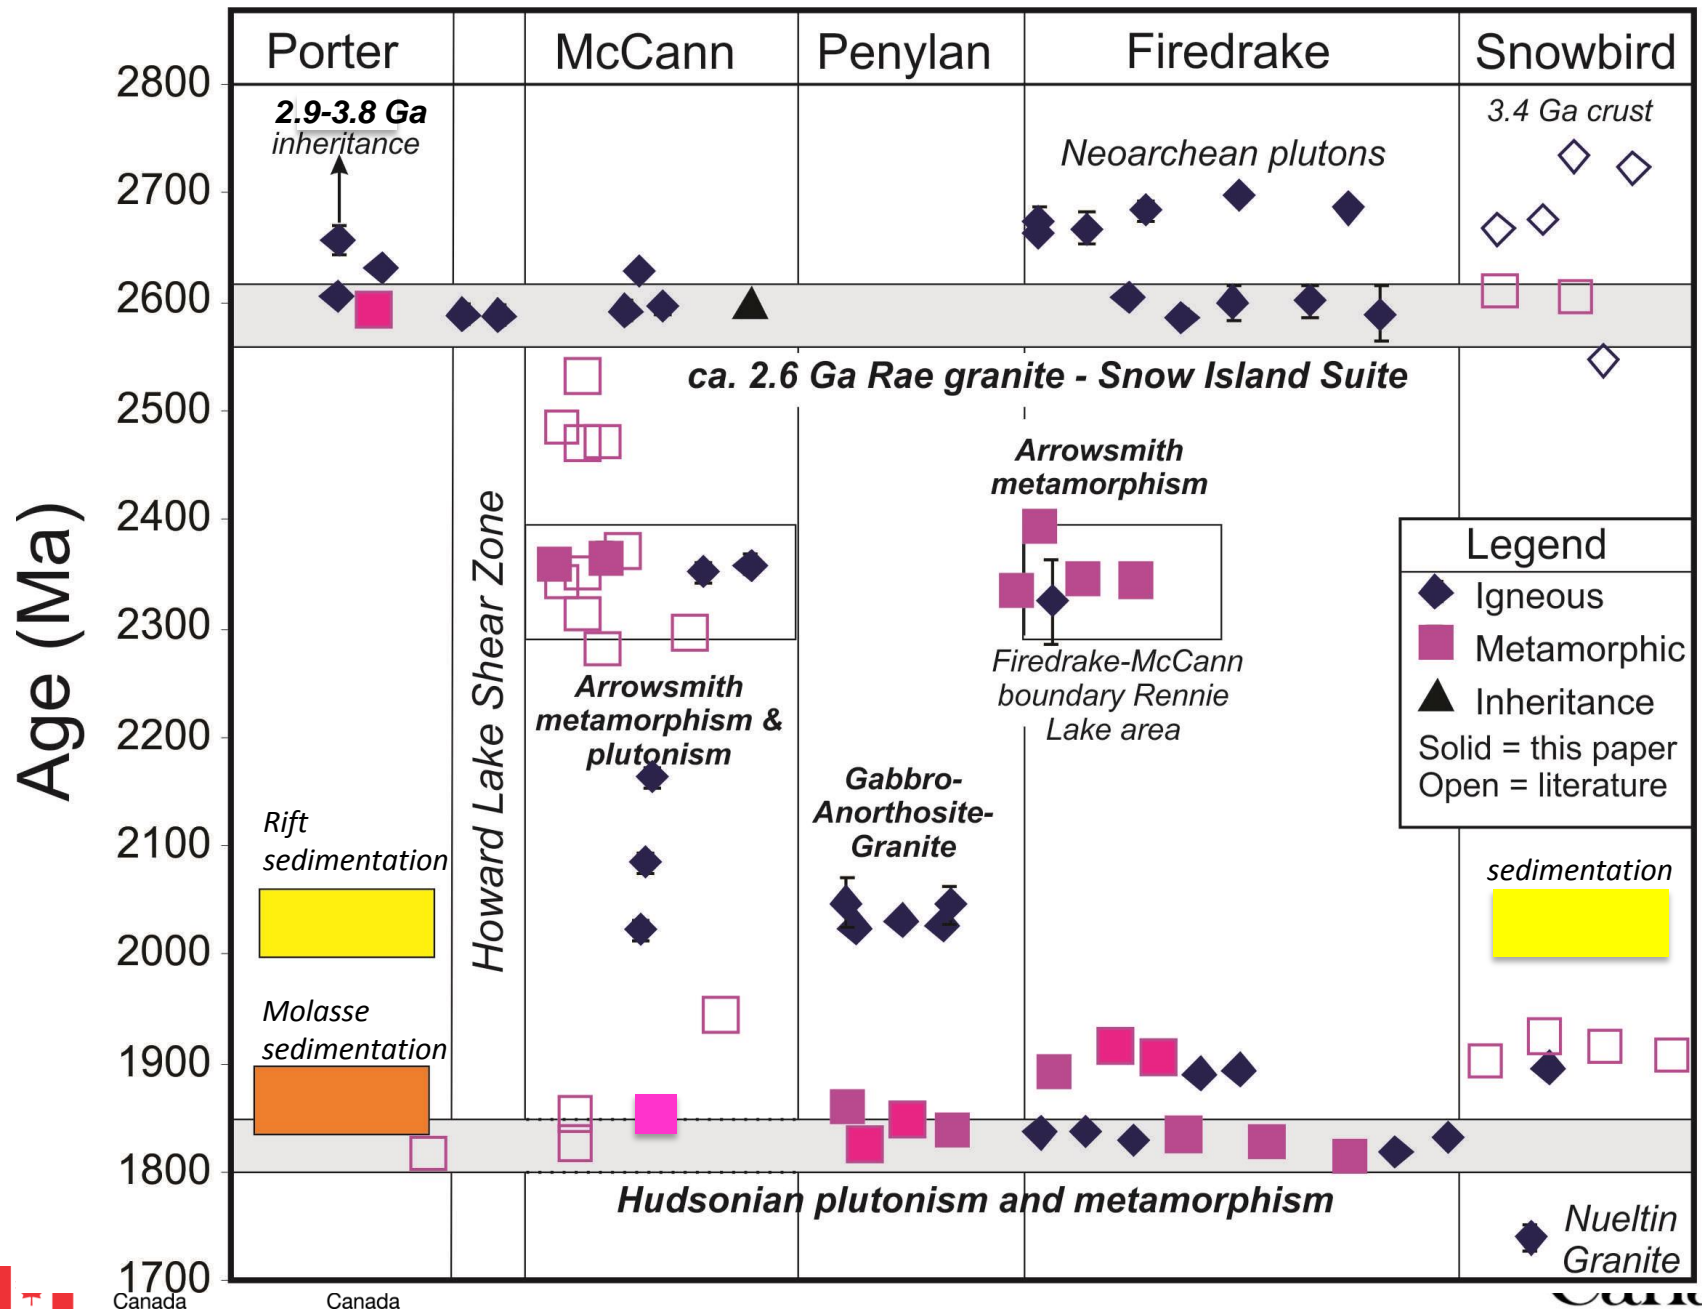 Porter
McCann
Penylan
Firedrake
Snowbird
Age (Ma)
2800
2700
2600
2500
2400
2300
2200
2100
2000
1900
1800
1700
2.9-3.8 Ga
inheritance
Neoarchean plutons
3.4 Ga crust
ca. 2.6 Ga Rae granite - Snow Island Suite
Howard Lake Shear Zone
Arrowsmith
metamorphism
Firedrake-McCann
boundary Rennie
Lake area
Arrowsmith
metamorphism &
plutonism
Legend
Igneous
Metamorphic
Inheritance
Solid = this paper
Open = literature
Gabbro-
Anorthosite-
Granite
Rift
sedimentation
sedimentation
Molasse
sedimentation
Hudsonian plutonism and metamorphism
Nueltin
Granite
Canada
Canada